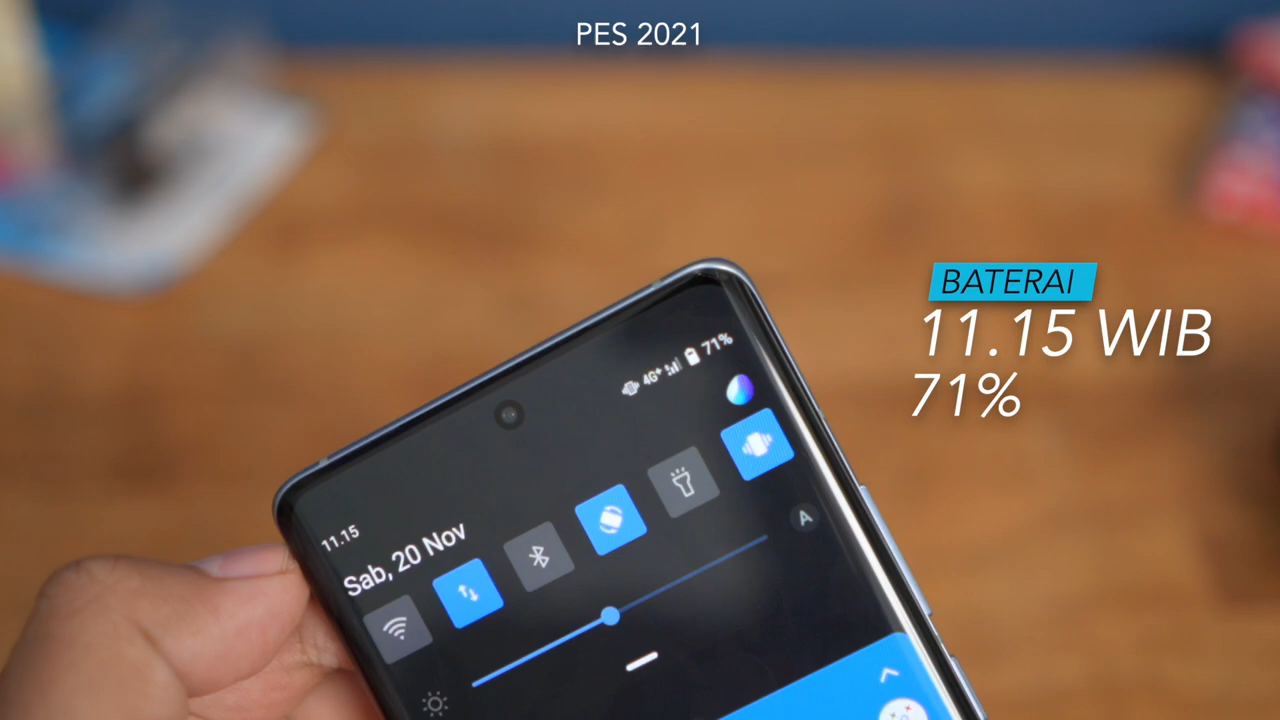 PES 2021
BATERAI
11.15 WIB
71%
4G+ 71%
11.15
Sab, 20 Nov
A